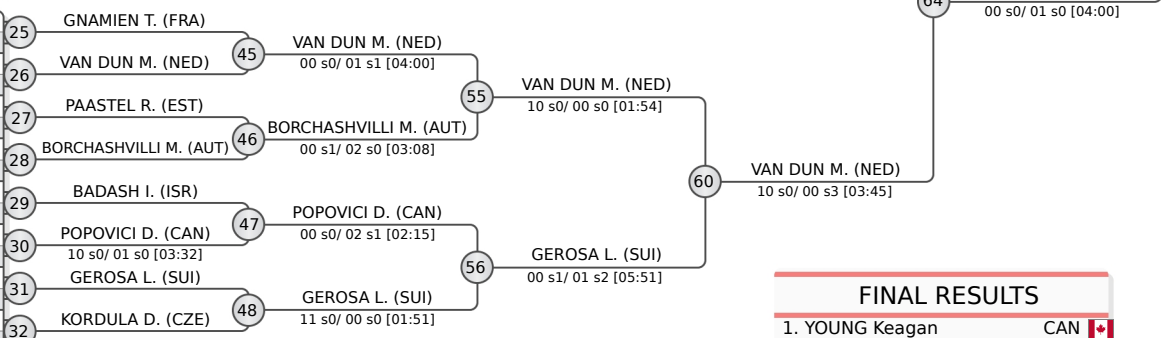 64
00 s0/ 01 s0 [04:00]
25
GNAMIEN T. (FRA)
26
VAN DUN M. (NED)
45
VAN DUN M. (NED)
00 s0/ 01 s1 [04:00]
27
PAASTEL R. (EST)
28
BORCHASHVILLI M. (AUT)
46
BORCHASHVILLI M. (AUT)
00 s1/ 02 s0 [03:08]
55
VAN DUN M. (NED)
10 s0/ 00 s0 [01:54]
29
BADASH I. (ISR)
30
POPOVICI D. (CAN)
10 s0/ 01 s0 [03:32]
47
POPOVICI D. (CAN)
00 s0/ 02 s1 [02:15]
31
GEROSA L. (SUI)
32
KORDULA D. (CZE)
48
GEROSA L. (SUI)
11 s0/ 00 s0 [01:51]
56
GEROSA L. (SUI)
00 s1/ 01 s2 [05:51]
60
VAN DUN M. (NED)
10 s0/ 00 s3 [03:45]
FINAL RESULTS
1. YOUNG Keagan CAN